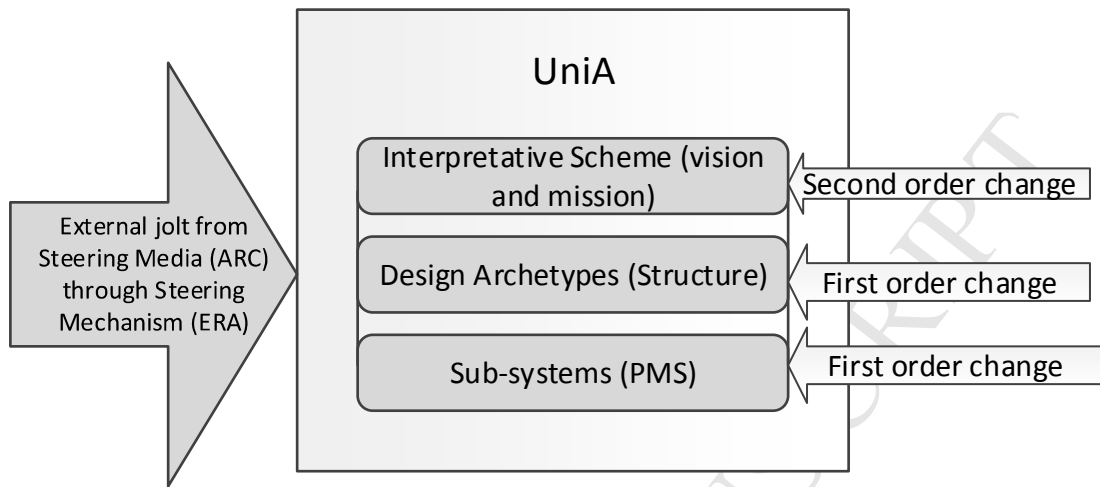 UniA
External jolt from
Steering Media (ARC)
through Steering
Mechanism (ERA)
Interpretative Scheme (vision
and mission)
Second order change
Design Archetypes (Structure)
First order change
Sub-systems (PMS)
First order change